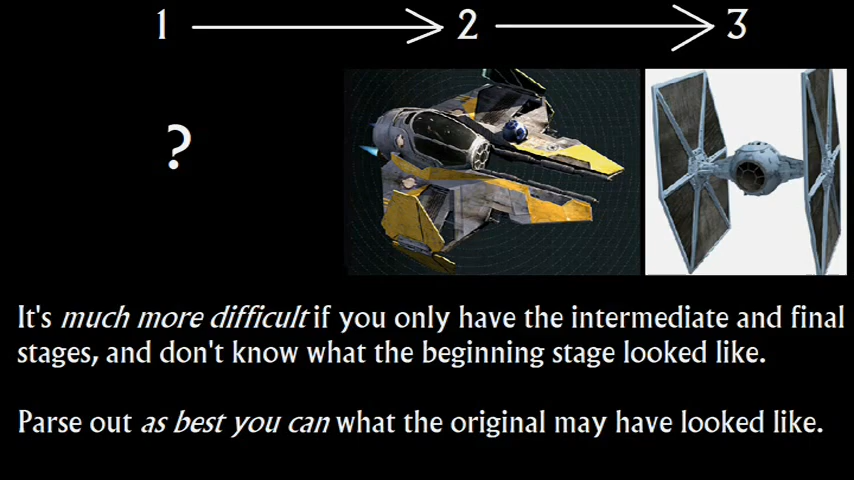 1 2 3
?
It's much more difficult if you only have the intermediate and final
stages, and don't know what the beginning stage looked like.
Parse out as best you can what the original may have looked like.